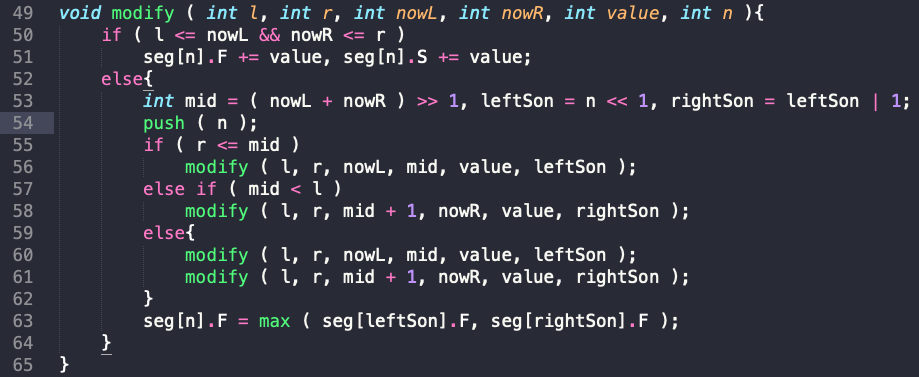 49 void modify ( int l, int r, int nowL, int nowR, int value, int n ){
50 if ( l <= nowL && nowR <= r )
51 seg[n].F += value, seg[n].S += value;
52 else{
53 int mid = ( nowL + nowR ) >> 1, leftSon = n << 1, rightSon = leftSon | 1;
54 push ( n );
55 if ( r <= mid )
56 modify ( l, r, nowL, mid, value, leftSon );
57 else if ( mid < l )
58 modify ( l, r, mid + 1, nowR, value, rightSon );
59 else{
60 modify ( l, r, nowL, mid, value, leftSon );
61 modify ( l, r, mid + 1, nowR, value, rightSon );
62 }
63 seg[n].F = max ( seg[leftSon].F, seg[rightSon].F );
64 }
65 }